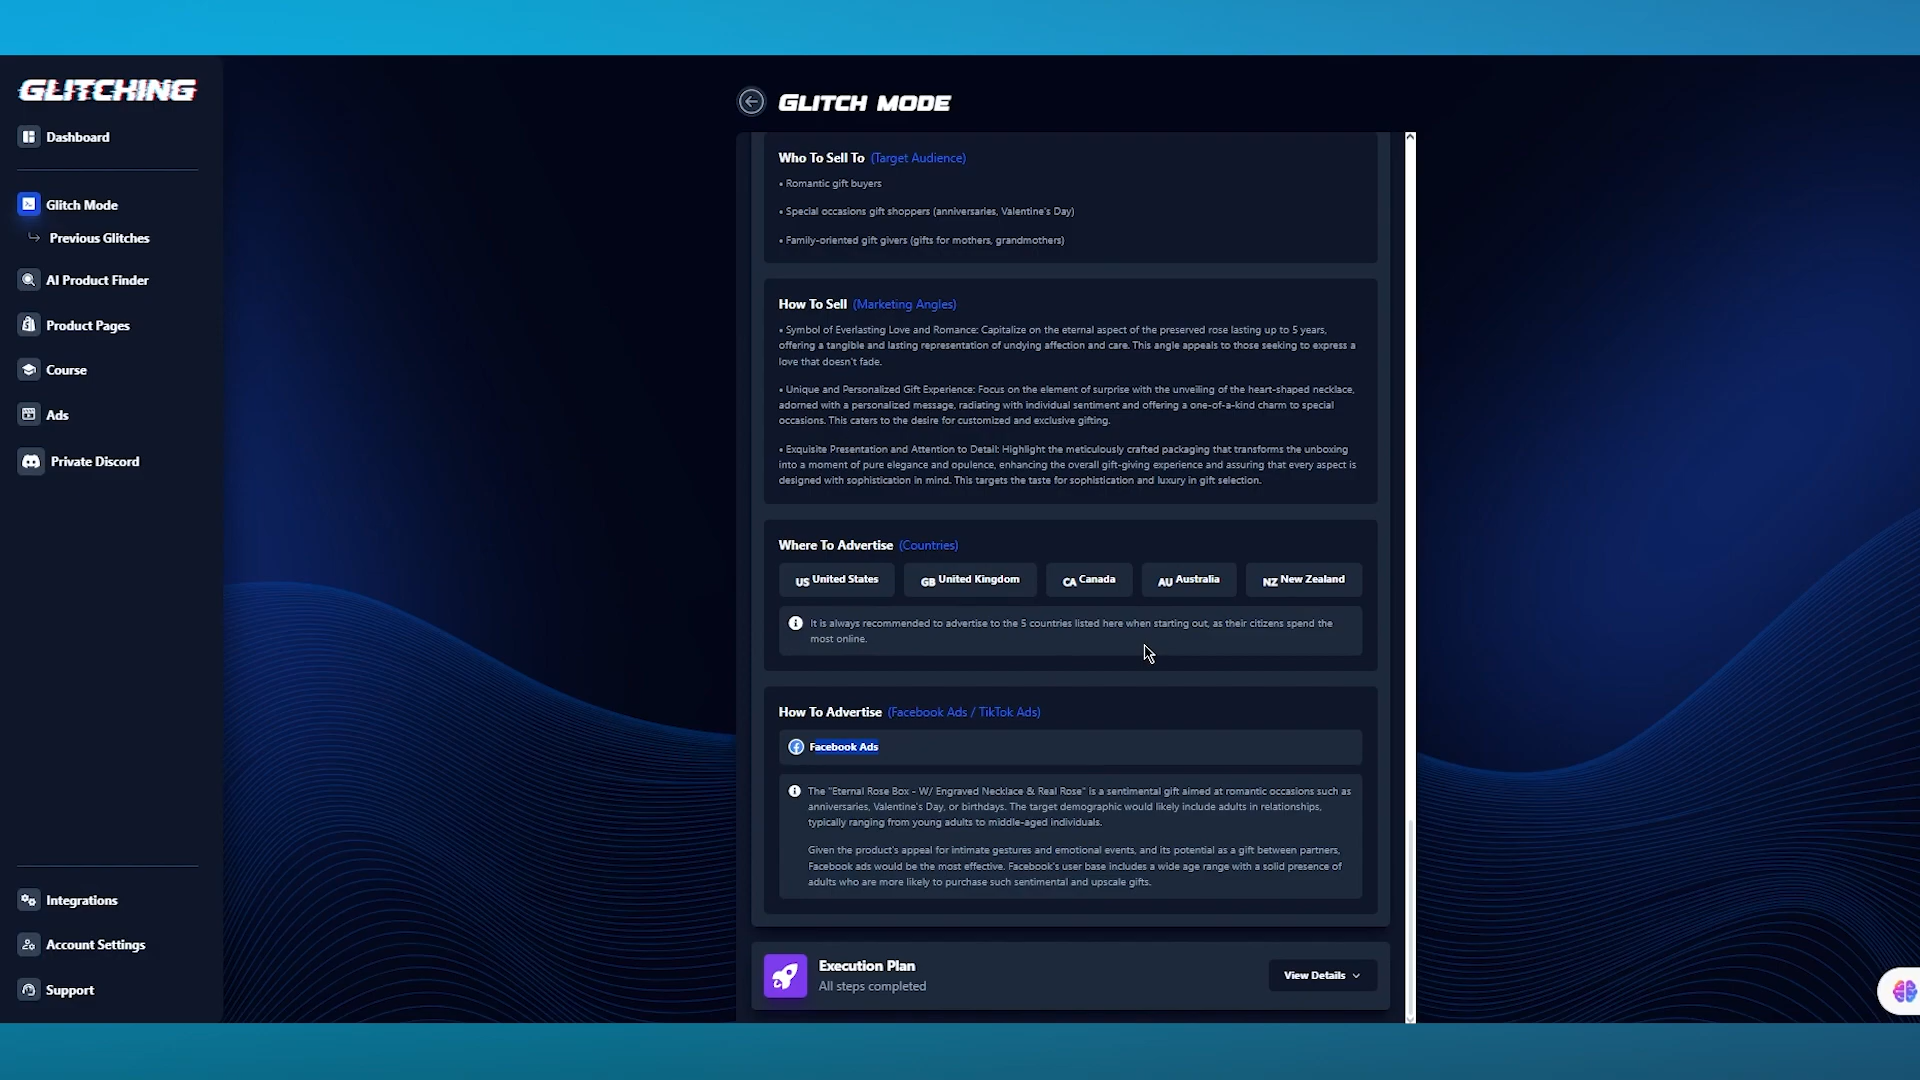 GLITCHING
Dashboard
Glitch Mode
Previous Glitches
AI Product Finder
Product Pages
Course
Ads
Private Discord
Integrations
Account Settings
Support
GLITCH MODE
Who To Sell To (Target Audience)
• Romantic gift buyers
• Special occasions gift shoppers (anniversaries, Valentine's Day)
• Family-oriented gift givers (gifts for mothers, grandmothers)
How To Sell (Marketing Angles)
• Symbol of Everlasting Love and Romance: Capitalize on the eternal aspect of the preserved rose lasting up to 5 years,
offering a tangible and lasting representation of undying affection and care. This angle appeals to those seeking to express a
love that doesn't fade.
• Unique and Personalized Gift Experience: Focus on the element of surprise with the unveiling of the heart-shaped necklace,
adorned with a personalized message, radiating with individual sentiment and offering a one-of-a-kind charm to special
occasions. This caters to the desire for customized and exclusive gifting.
• Exquisite Presentation and Attention to Detail: Highlight the meticulously crafted packaging that transforms the unboxing
into a moment of pure elegance and opulence, enhancing the overall gift-giving experience and assuring that every aspect is
designed with sophistication in mind. This targets the taste for sophistication and luxury in gift selection.
Where To Advertise (Countries)
US United States GB United Kingdom CA Canada AU Australia NZ New Zealand
It is always recommended to advertise to the 5 countries listed here when starting out, as their citizens spend the
most online.
How To Advertise (Facebook Ads / TikTok Ads)
Facebook Ads
The "Eternal Rose Box - W/ Engraved Necklace & Real Rose" is a sentimental gift aimed at romantic occasions such as
anniversaries, Valentine's Day, or birthdays. The target demographic would likely include adults in relationships,
typically ranging from young adults to middle-aged individuals.
Given the product's appeal for intimate gestures and emotional events, and its potential as a gift between partners,
Facebook ads would be the most effective. Facebook's user base includes a wide age range with a solid presence of
adults who are more likely to purchase such sentimental and upscale gifts.
Execution Plan
All steps completed
View Details